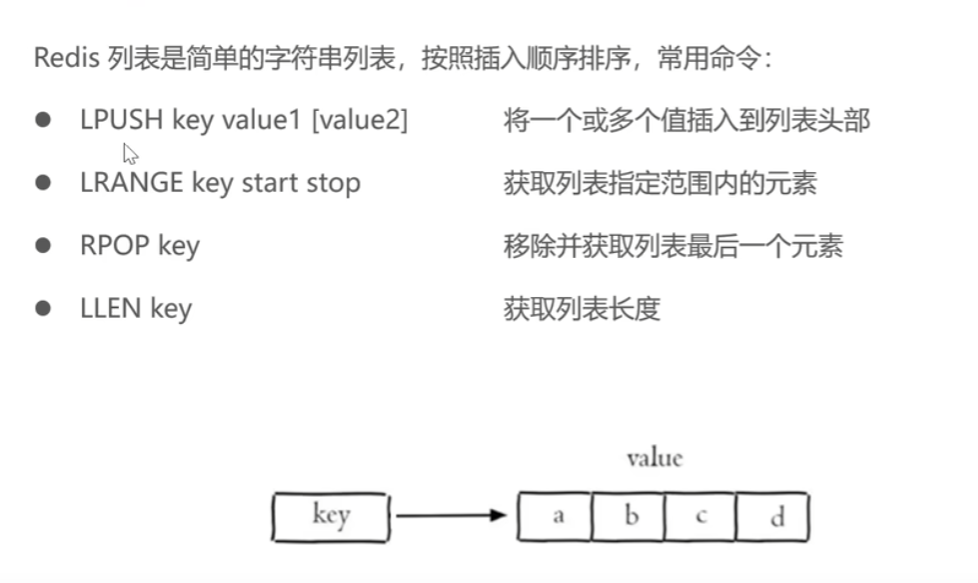 Redis 列表是简单的字符串列表，按照插入顺序排序，常用命令：
● LPUSH key value1 [value2] 将一个或多个值插入到列表头部
● LRANGE key start stop 获取列表指定范围内的元素
● RPOP key 移除并获取列表最后一个元素
● LLEN key 获取列表长度
value
key a b c d